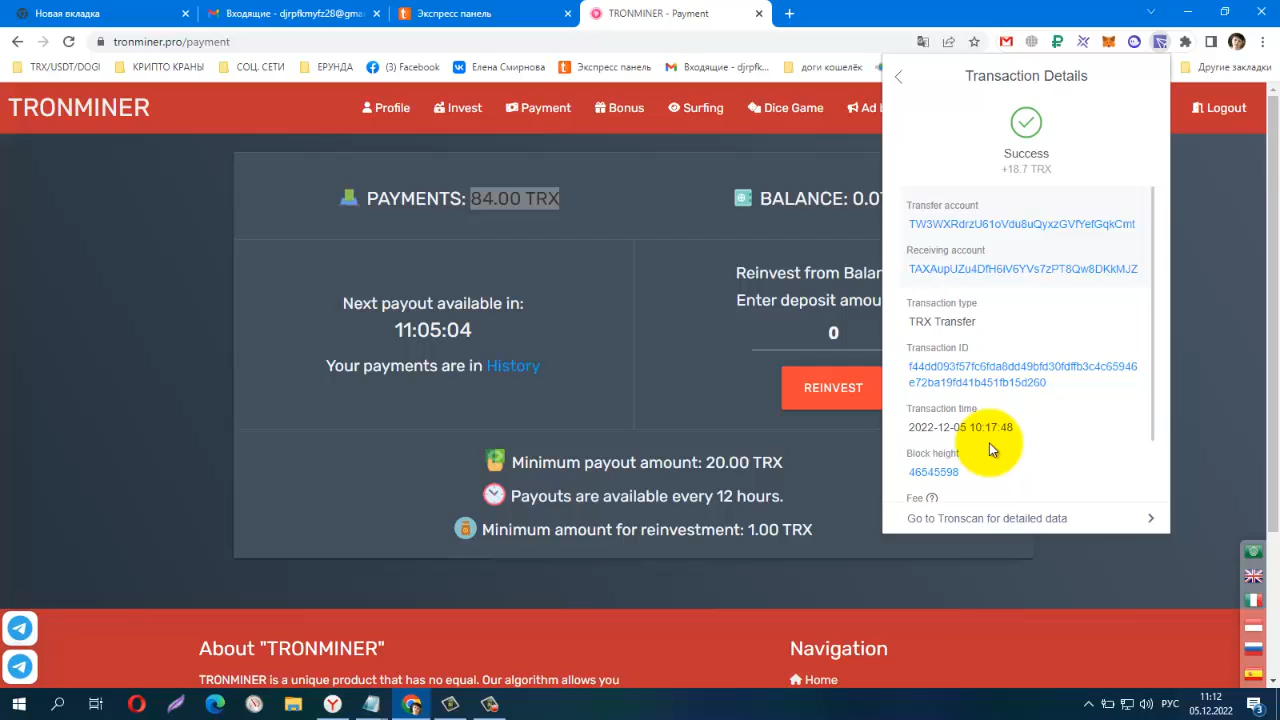 Новая вкладка
Входящие - djrpfkmyfz28@gma
Экспресс панель
TRONMINER - Payment
tronminer.pro/payment
TRX/USDT/DOGI
КРИПТО КРАНЫ
СОЦ. СЕТИ
ЕРУНДА
(3) Facebook
Елена Смирнова
Экспресс панель
Входящие - djrpfk...
доги кошелёк
Другие закладки
TRONMINER
Profile
Invest
Payment
Bonus
Surfing
Dice Game
Ad
Logout
PAYMENTS: 84.00 TRX
BALANCE: 0.0
Next payout available in:
11:05:04
Your payments are in History
Reinvest from Balan
Enter deposit amou
0
REINVEST
Minimum payout amount: 20.00 TRX
Payouts are available every 12 hours.
Minimum amount for reinvestment: 1.00 TRX
Transaction Details
Success
+18.7 TRX
Transfer account
TW3WXRdrzU61oVdu8uQyxzGVfYefGqkCmt
Receiving account
TAXAupUZu4DfH6iV6YVs7zPT8Qw8DKkMJZ
Transaction type
TRX Transfer
Transaction ID
f44dd093f57fc6fda8dd49bfd30fdffb3c4c65946
e72ba19fd41b451fb15d260
Transaction time
2022-12-05 10:17:48
Block height
46545598
Fee
Go to Tronscan for detailed data
About "TRONMINER"
TRONMINER is a unique product that has no equal. Our algorithm allows you
Navigation
Home
РУС
11:12
05.12.2022
3